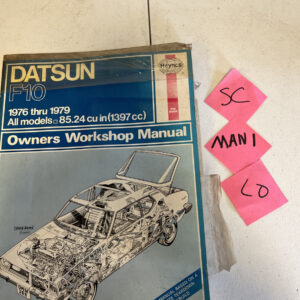 DATSUN
F10
Haynes
1976 thru 1979
All models □ 85.24 cu in (1397 cc)
Owners Workshop Manual
SC
MAN1
CO